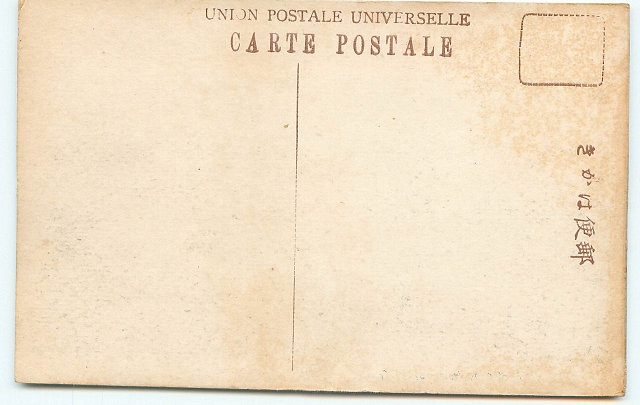 UNION POSTALE UNIVERSELLE
CARTE POSTALE
郵便はかき